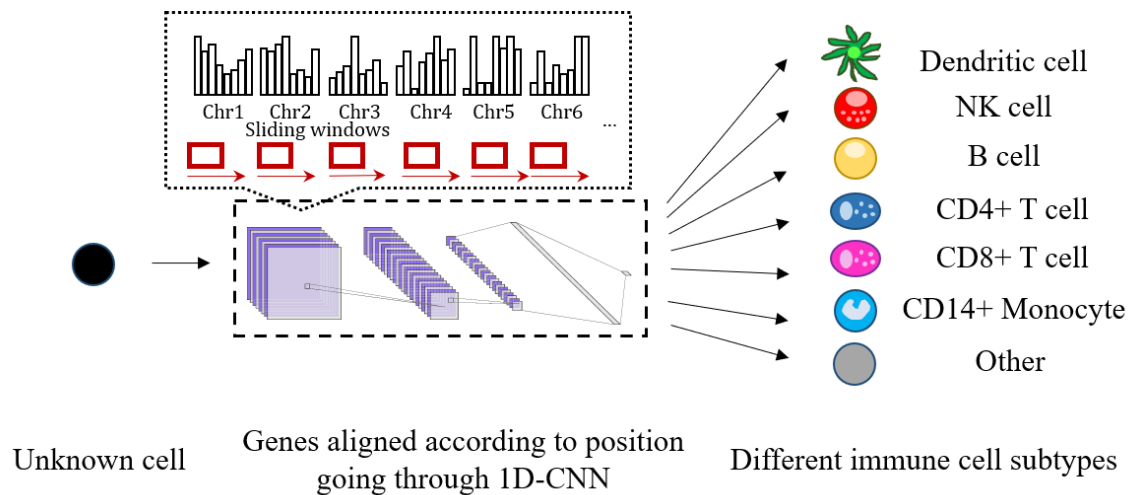 Chr1 Chr2 Chr3 Chr4 Chr5 Chr6
Sliding windows ...
Dendritic cell
NK cell
B cell
CD4+ T cell
CD8+ T cell
CD14+ Monocyte
Other
Unknown cell
Genes aligned according to position
going through 1D-CNN
Different immune cell subtypes